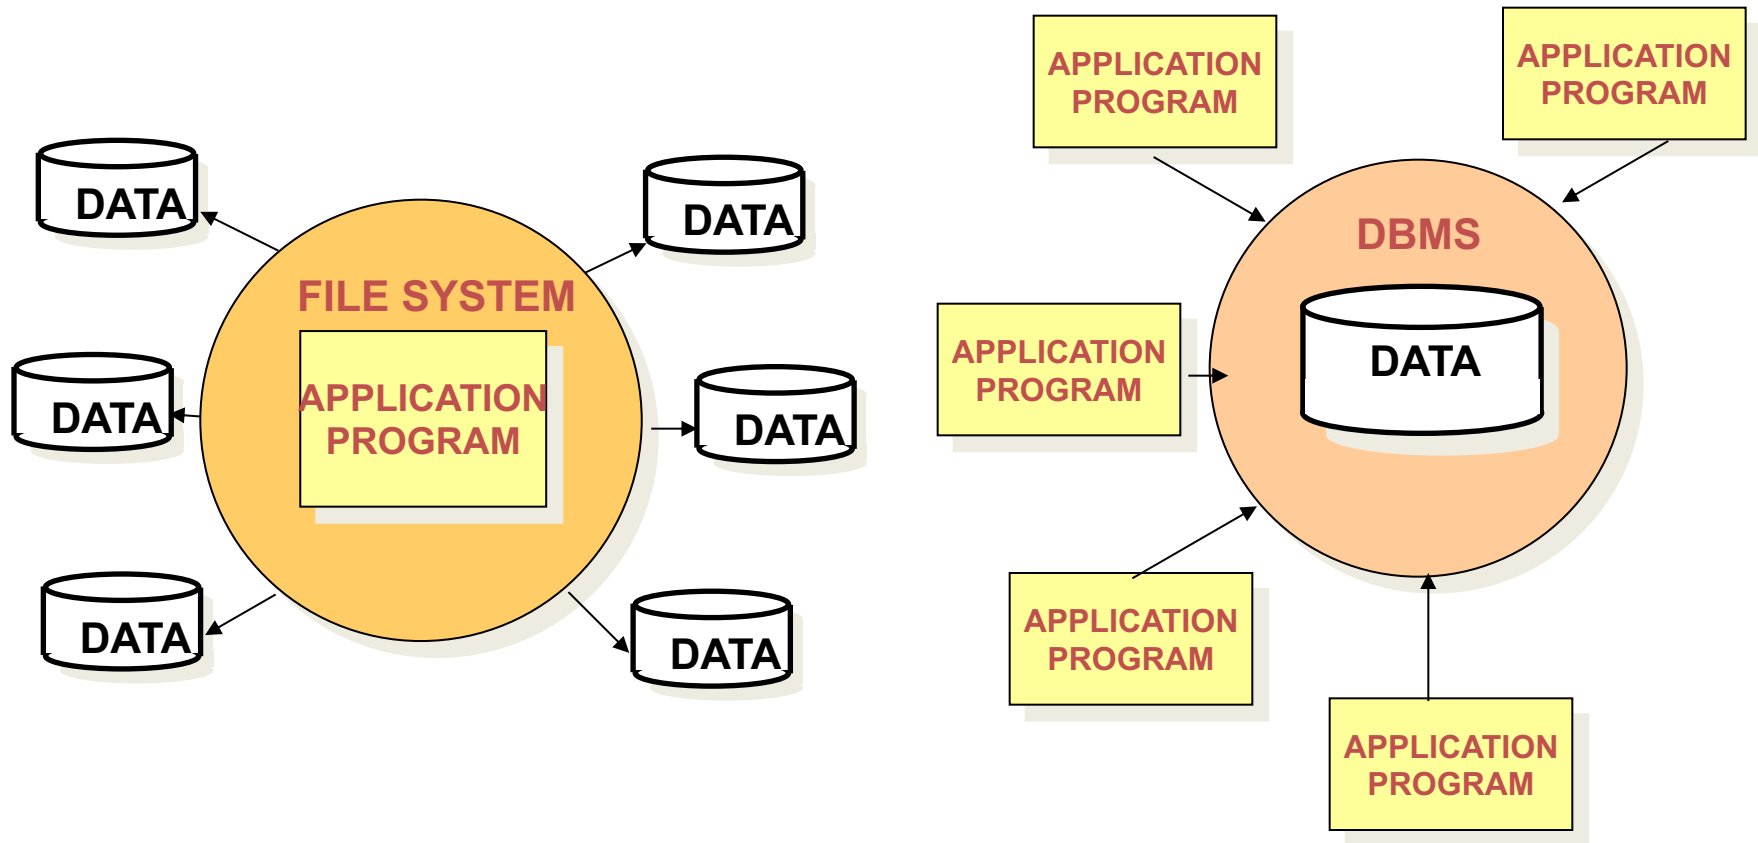 DATA
DATA
FILE SYSTEM
DATA
APPLICATION
PROGRAM
DATA
DATA
DATA
APPLICATION
PROGRAM
APPLICATION
PROGRAM
DBMS
APPLICATION
PROGRAM
DATA
APPLICATION
PROGRAM
APPLICATION
PROGRAM